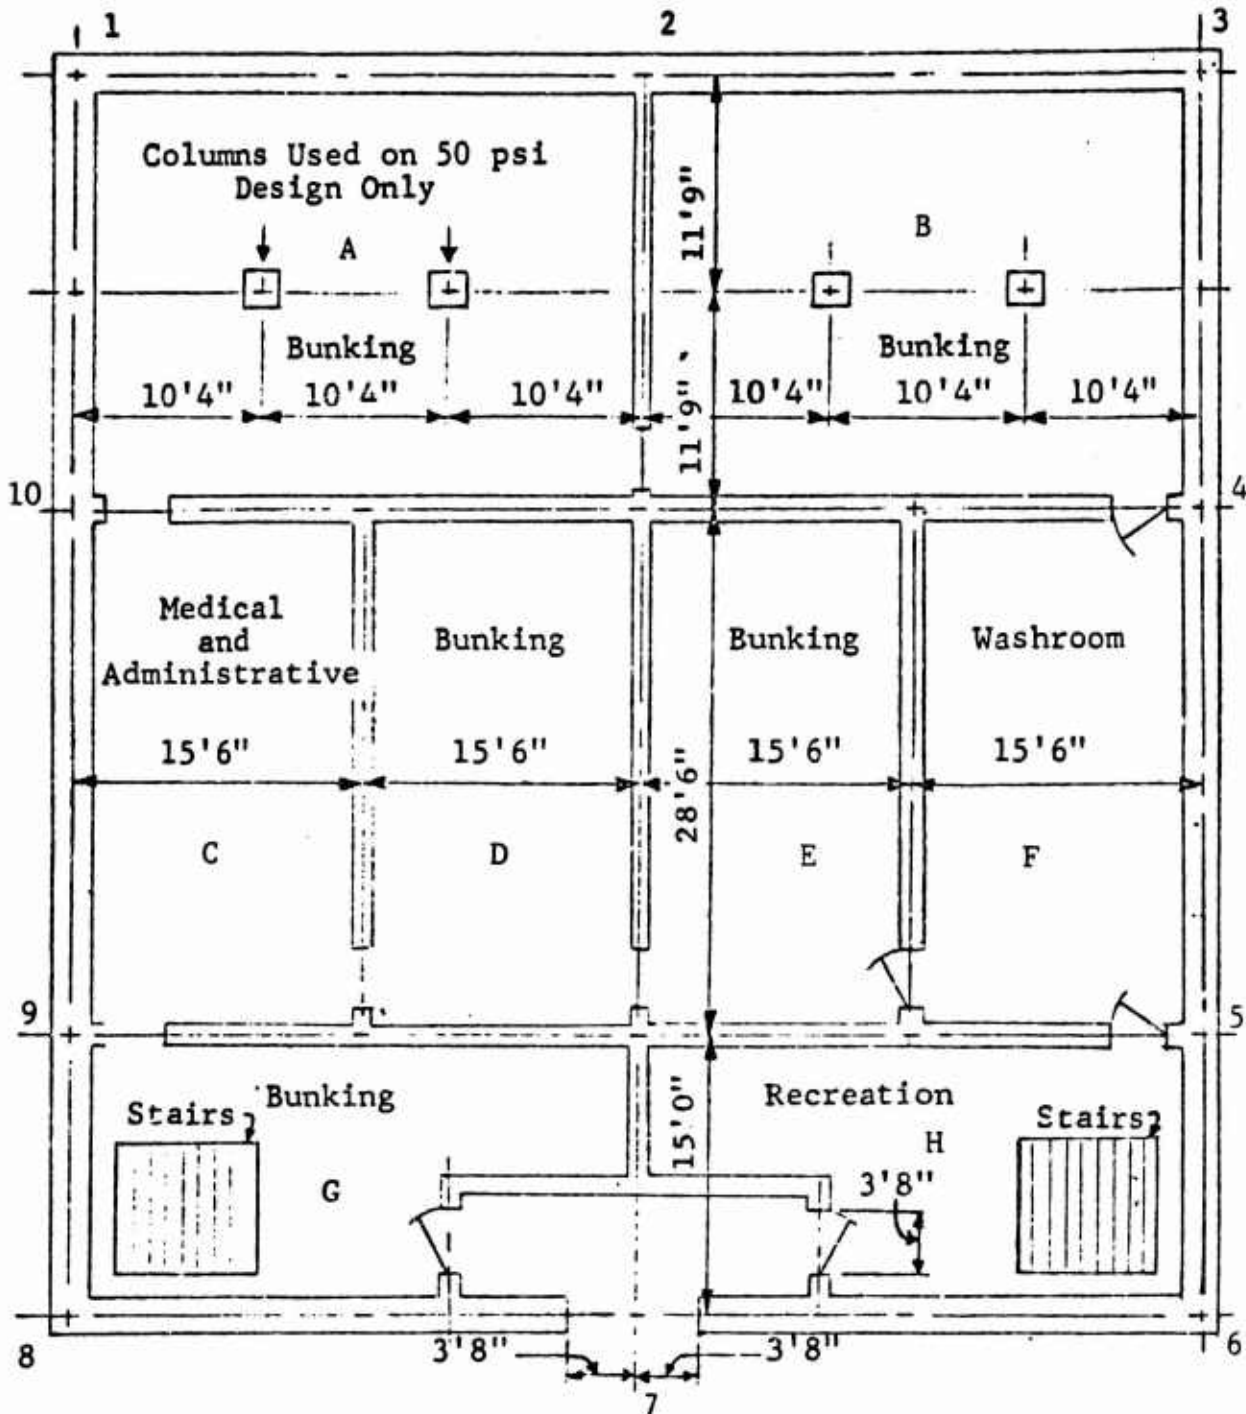 1
2
3
Columns Used on 50 psi
Design Only
11'9"
A
B
Bunking
Bunking
10'4"
10'4"
10'4"
10'4"
10'4"
10'4"
11'9"
10
4
Medical
and
Administrative
Bunking
Bunking
Washroom
15'6"
15'6"
15'6"
15'6"
28'6"
C
D
E
F
9
5
Bunking
Recreation
Stairs
Stairs
15'0"
H
G
3'8"
8
3'8"
3'8"
6
7